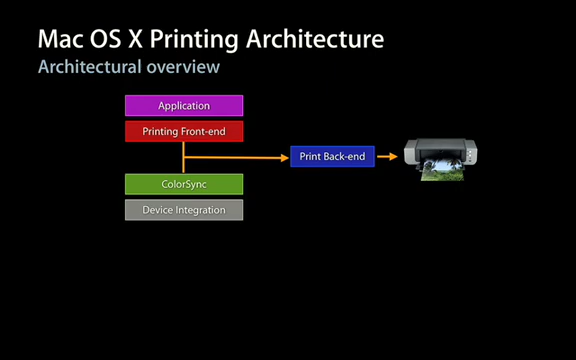 Mac OS X Printing Architecture
Architectural overview
Application
Printing Front-end
Print Back-end
ColorSync
Device Integration